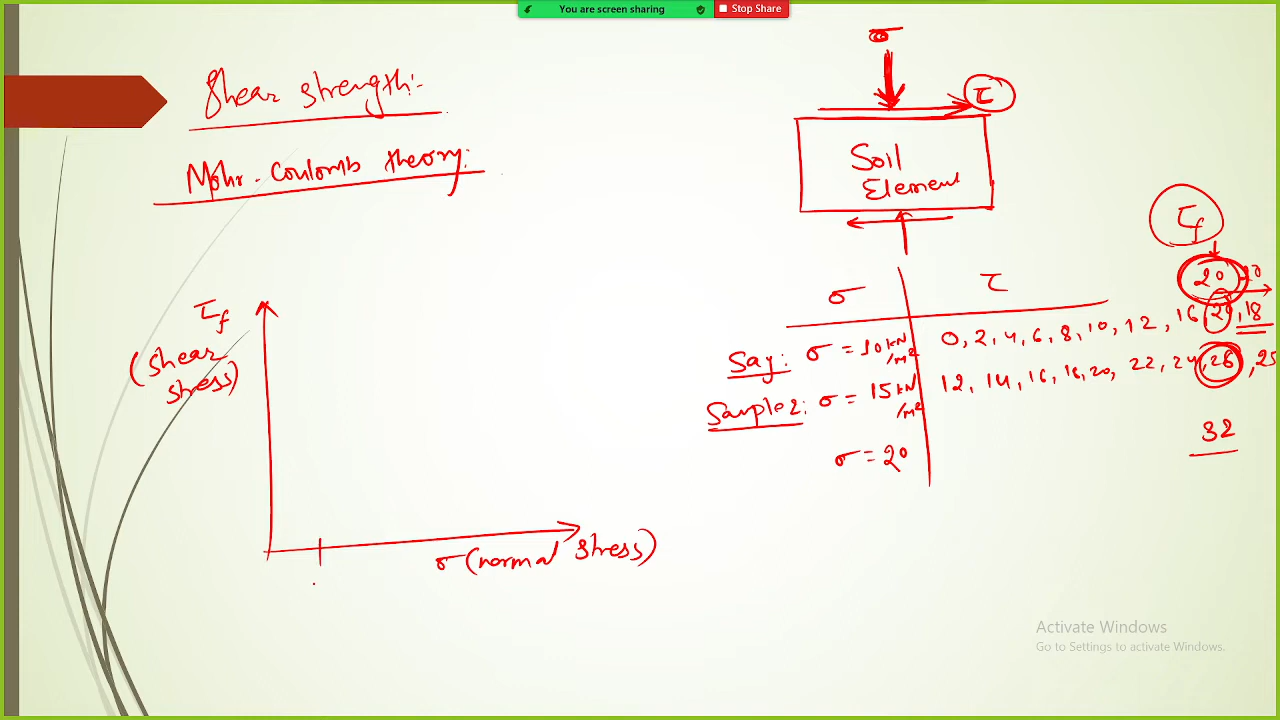 You are screen sharing
Stop Share
Shear strength:-
Mohr-Coulomb theory:
σ
τ
Soil
Element
τf
20
σ
τ
Say: σ = 10 kN/m² 0, 2, 4, 6, 8, 10, 12, 16, 20, 18
Sample 2: σ = 15 kN/m² 12, 14, 16, 18, 20, 22, 24, 26, 25
σ = 20
32
τf
(shear
stress)
σ (normal stress)
Activate Windows
Go to Settings to activate Windows.